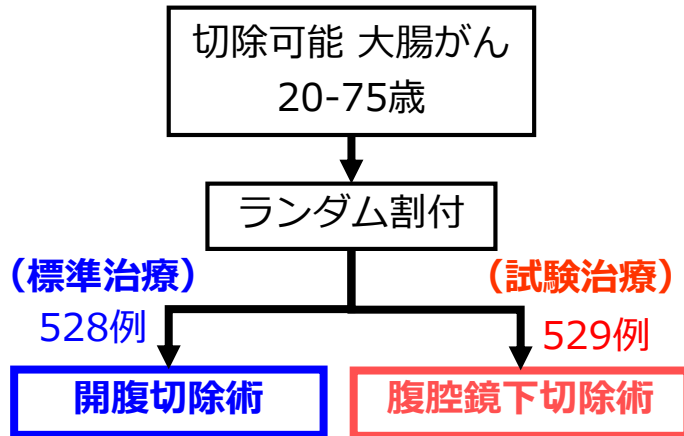 切除可能 大腸がん
20-75歳
ランダム割付
（標準治療）
（試験治療）
528例
529例
開腹切除術
腹腔鏡下切除術